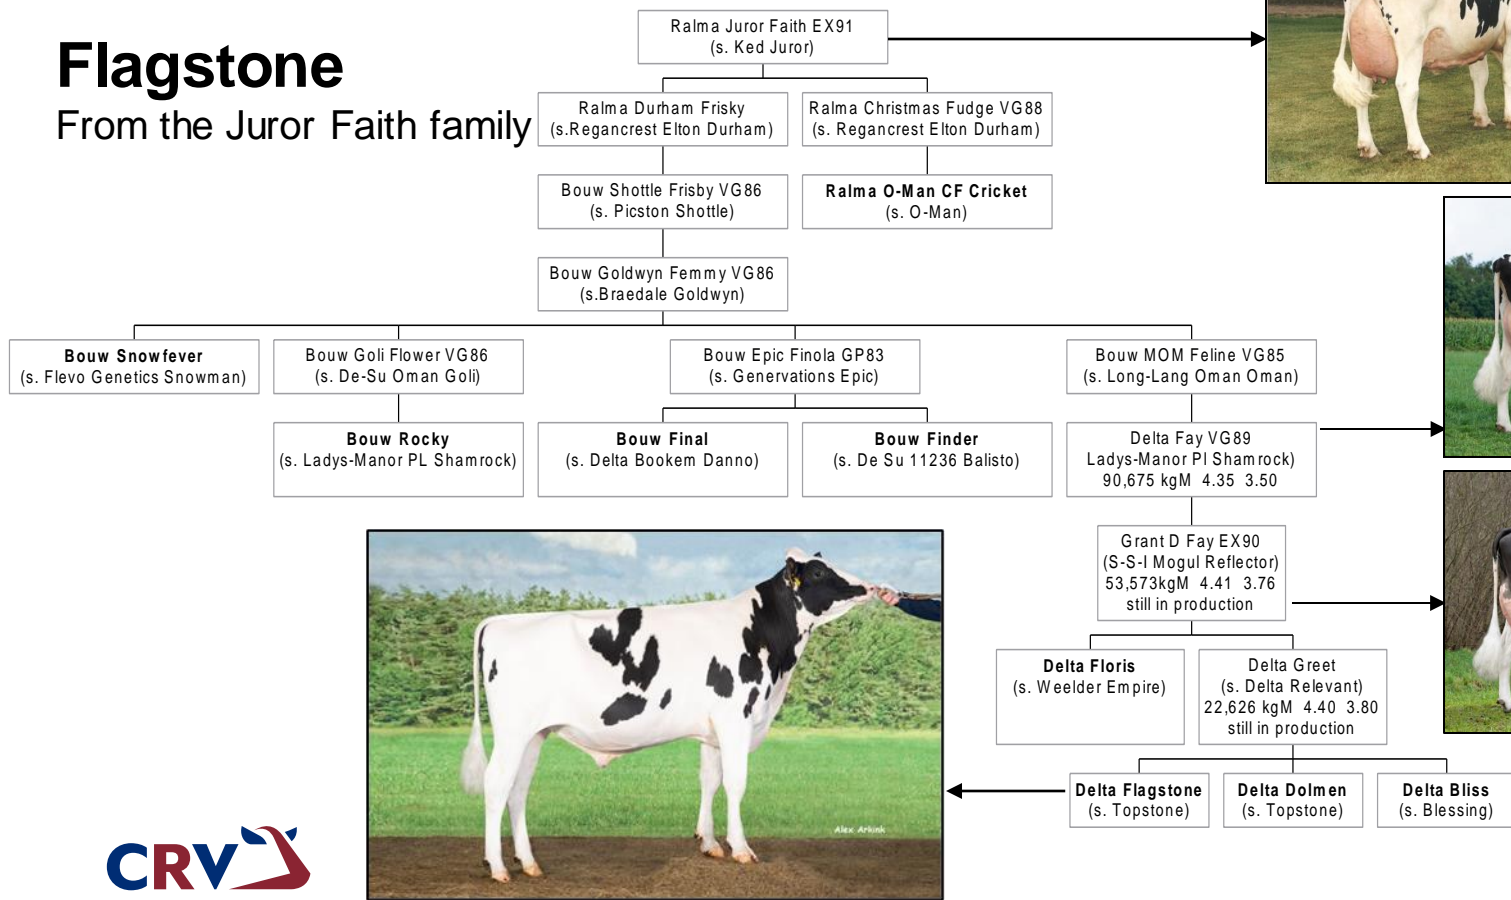 Flagstone
From the Juror Faith family
Ralma Juror Faith EX91
(s. Ked Juror)
Ralma Durham Frisky
(s.Regancrest Elton Durham)
Ralma Christmas Fudge VG88
(s. Regancrest Elton Durham)
Bouw Shottle Frisby VG86
(s. Picston Shottle)
Ralma O-Man CF Cricket
(s. O-Man)
Bouw Goldwyn Femmy VG86
(s.Braedale Goldwyn)
Bouw Snowfever
(s. Flevo Genetics Snowman)
Bouw Goli Flower VG86
(s. De-Su Oman Goli)
Bouw Epic Finola GP83
(s. Genervations Epic)
Bouw MOM Feline VG85
(s. Long-Lang Oman Oman)
Bouw Rocky
(s. Ladys-Manor PL Shamrock)
Bouw Final
(s. Delta Bookem Danno)
Bouw Finder
(s. De Su 11236 Balisto)
Delta Fay VG89
Ladys-Manor Pl Shamrock)
90,675 kgM 4.35 3.50
Grant D Fay EX90
(S-S-I Mogul Reflector)
53,573kgM 4.41 3.76
still in production
Delta Floris
(s. Weelder Empire)
Delta Greet
(s. Delta Relevant)
22,626 kgM 4.40 3.80
still in production
Delta Flagstone
(s. Topstone)
Delta Dolmen
(s. Topstone)
Delta Bliss
(s. Blessing)
Alex Arkink
CRV